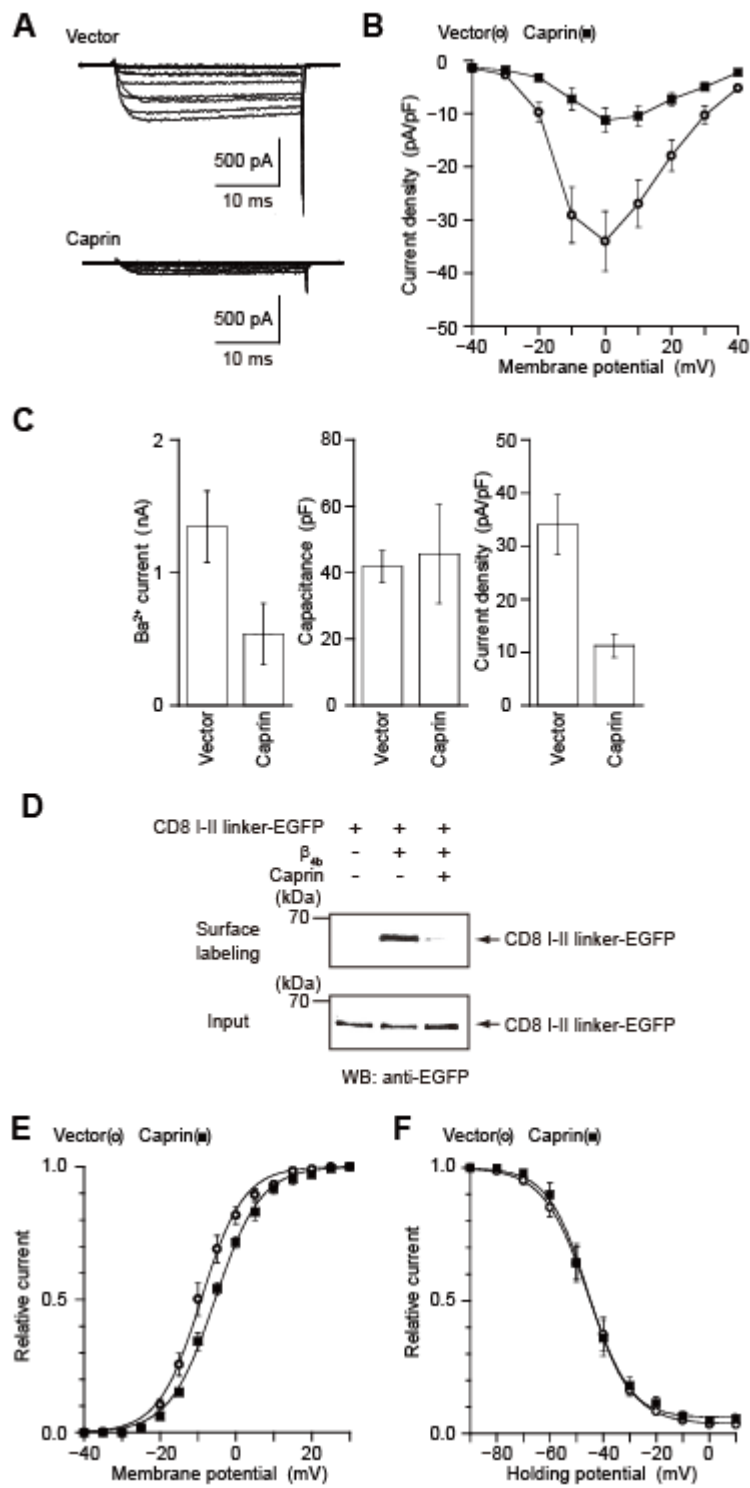 A
Vector
500 pA
10 ms
Caprin
500 pA
10 ms
B
Vector(o) Caprin(■)
Current density (pA/pF)
0
−10
−20
−30
−40
−50
−40 −20 0 20 40
Membrane potential (mV)
C
Ba²⁺ current (nA)
2
1
0
Vector
Caprin
Capacitance (pF)
80
60
40
20
0
Vector
Caprin
Current density (pA/pF)
50
40
30
20
10
0
Vector
Caprin
D
CD8 I-II linker-EGFP + + +
β4b - + +
Caprin - - +
(kDa)
70
Surface
labeling
CD8 I-II linker-EGFP
(kDa)
70
Input
CD8 I-II linker-EGFP
WB: anti-EGFP
E
Vector(o) Caprin(■)
Relative current
1.0
0.5
0.0
−40 −20 0 20
Membrane potential (mV)
F
Vector(o) Caprin(■)
Relative current
1.0
0.5
0.0
−80 −60 −40 −20 0
Holding potential (mV)